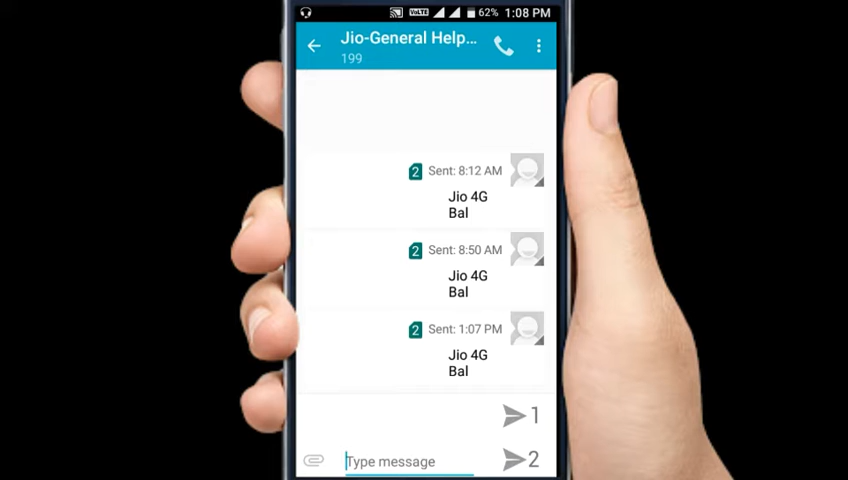 VoLTE 62% 1:08 PM
Jio-General Help...
199
2 Sent: 8:12 AM
Jio 4G
Bal
2 Sent: 8:50 AM
Jio 4G
Bal
2 Sent: 1:07 PM
Jio 4G
Bal
1
Type message 2